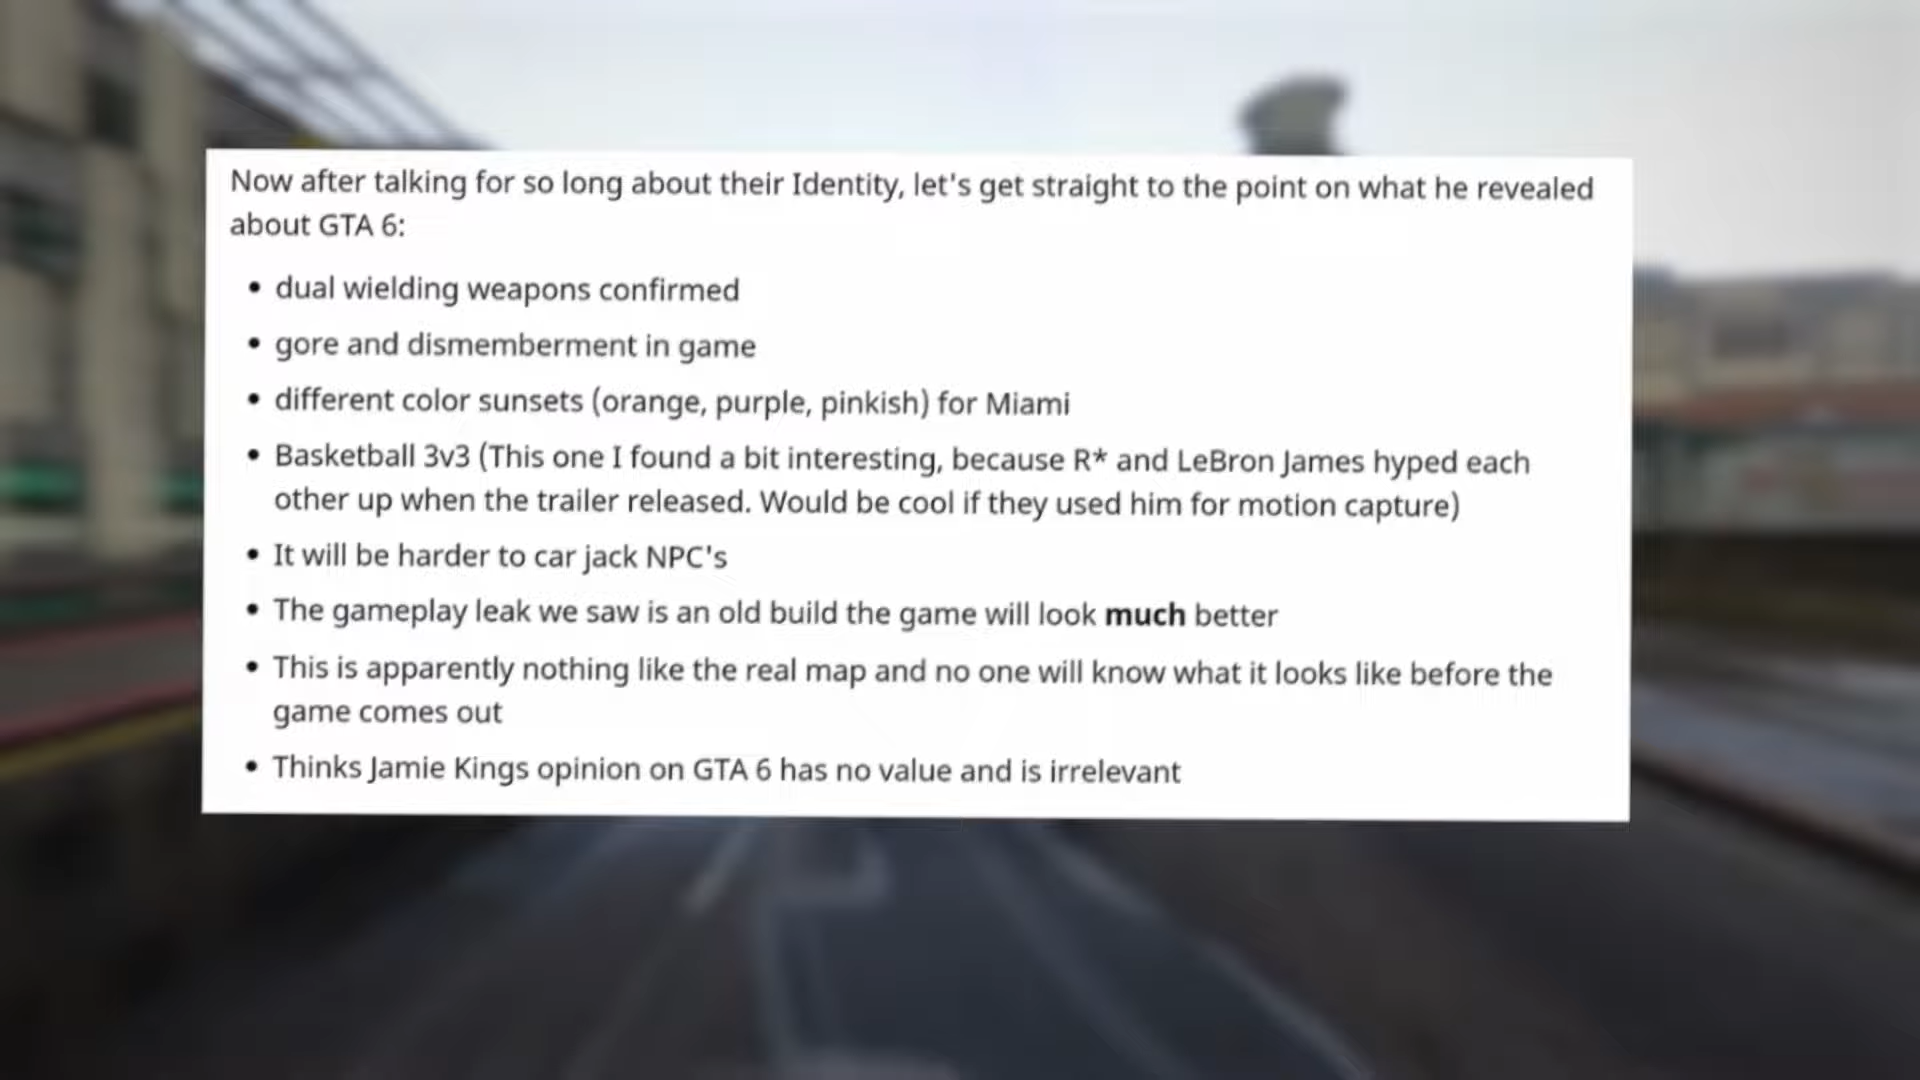 Now after talking for so long about their Identity, let's get straight to the point on what he revealed
about GTA 6:
• dual wielding weapons confirmed
• gore and dismemberment in game
• different color sunsets (orange, purple, pinkish) for Miami
• Basketball 3v3 (This one I found a bit interesting, because R* and LeBron James hyped each
other up when the trailer released. Would be cool if they used him for motion capture)
• It will be harder to car jack NPC's
• The gameplay leak we saw is an old build the game will look much better
• This is apparently nothing like the real map and no one will know what it looks like before the
game comes out
• Thinks Jamie Kings opinion on GTA 6 has no value and is irrelevant